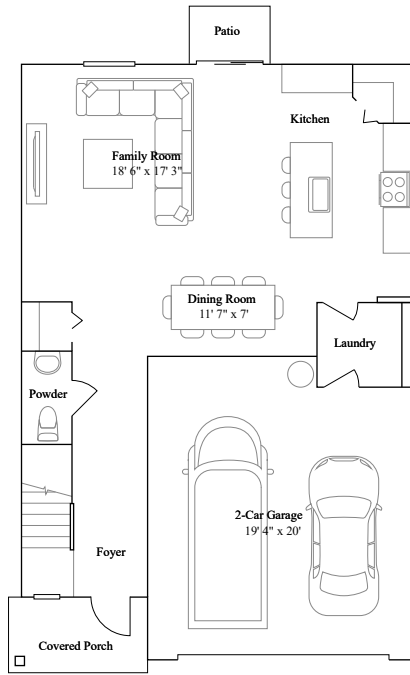 Patio
Kitchen
Family Room
18' 6" x 17' 3"
Dining Room
11' 7" x 7'
Laundry
Powder
2-Car Garage
19' 4" x 20'
Foyer
Covered Porch